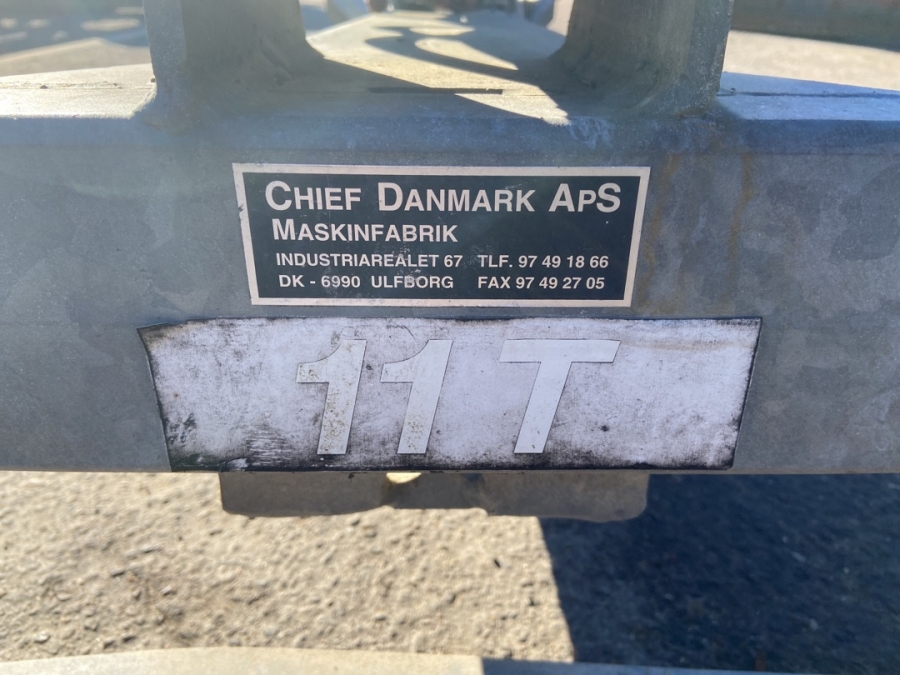 CHIEF DANMARK APS
MASKINFABRIK
INDUSTRIAREALET 67 TLF. 97 49 18 66
DK - 6990 ULFBORG FAX 97 49 27 05
11 T